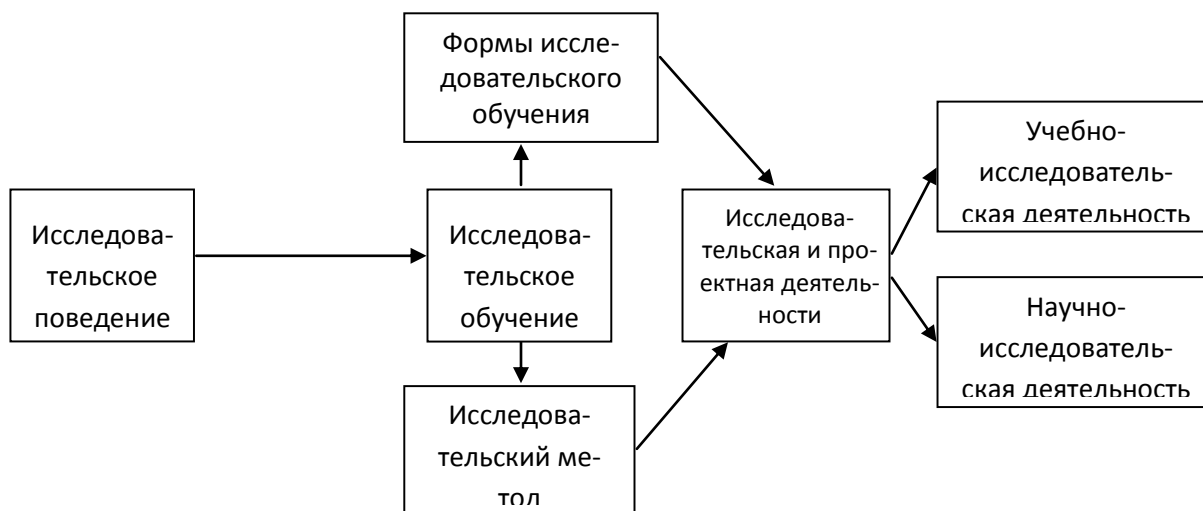 Формы иссле-
довательского
обучения
Учебно-
исследователь-
ская деятельность
Исследова-
тельское
поведение
Исследова-
тельское
обучение
Исследова-
тельская и про-
ектная деятель-
ности
Научно-
исследователь-
ская деятельность
Исследова-
тельский ме-
тод